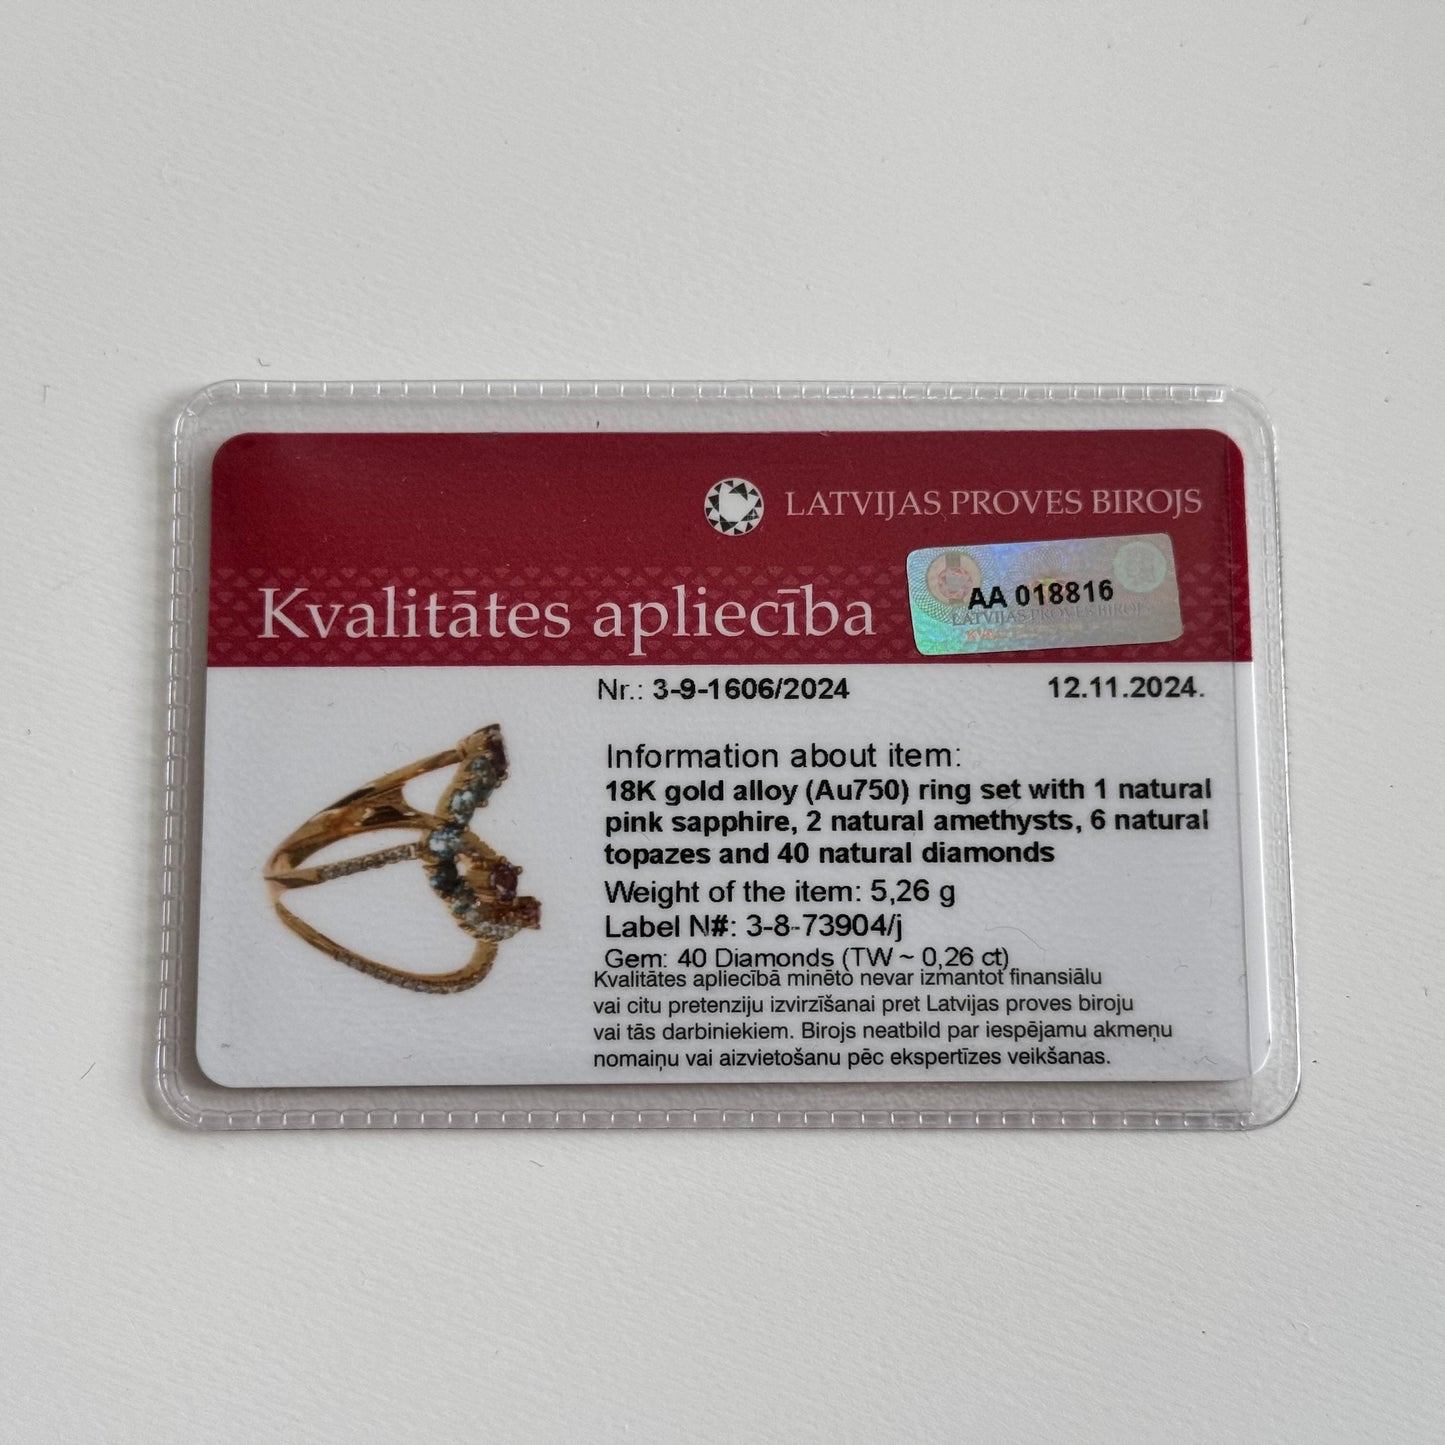 LATVIJAS PROVES BIROJS
AA 018816
LATVIJAS PROVES BIROJS
Kvalitātes apliecība
Nr.: 3-9-1606/2024 12.11.2024.
Information about item:
18K gold alloy (Au750) ring set with 1 natural
pink sapphire, 2 natural amethysts, 6 natural
topazes and 40 natural diamonds
Weight of the item: 5,26 g
Label N#: 3-8-73904/j
Gem: 40 Diamonds (TW ~ 0,26 ct)
Kvalitātes apliecībā minēto nevar izmantot finansiālu
vai citu pretenziju izvirzīšanai pret Latvijas proves biroju
vai tās darbiniekiem. Birojs neatbild par iespējamu akmeņu
nomaiņu vai aizvietošanu pēc ekspertīzes veikšanas.